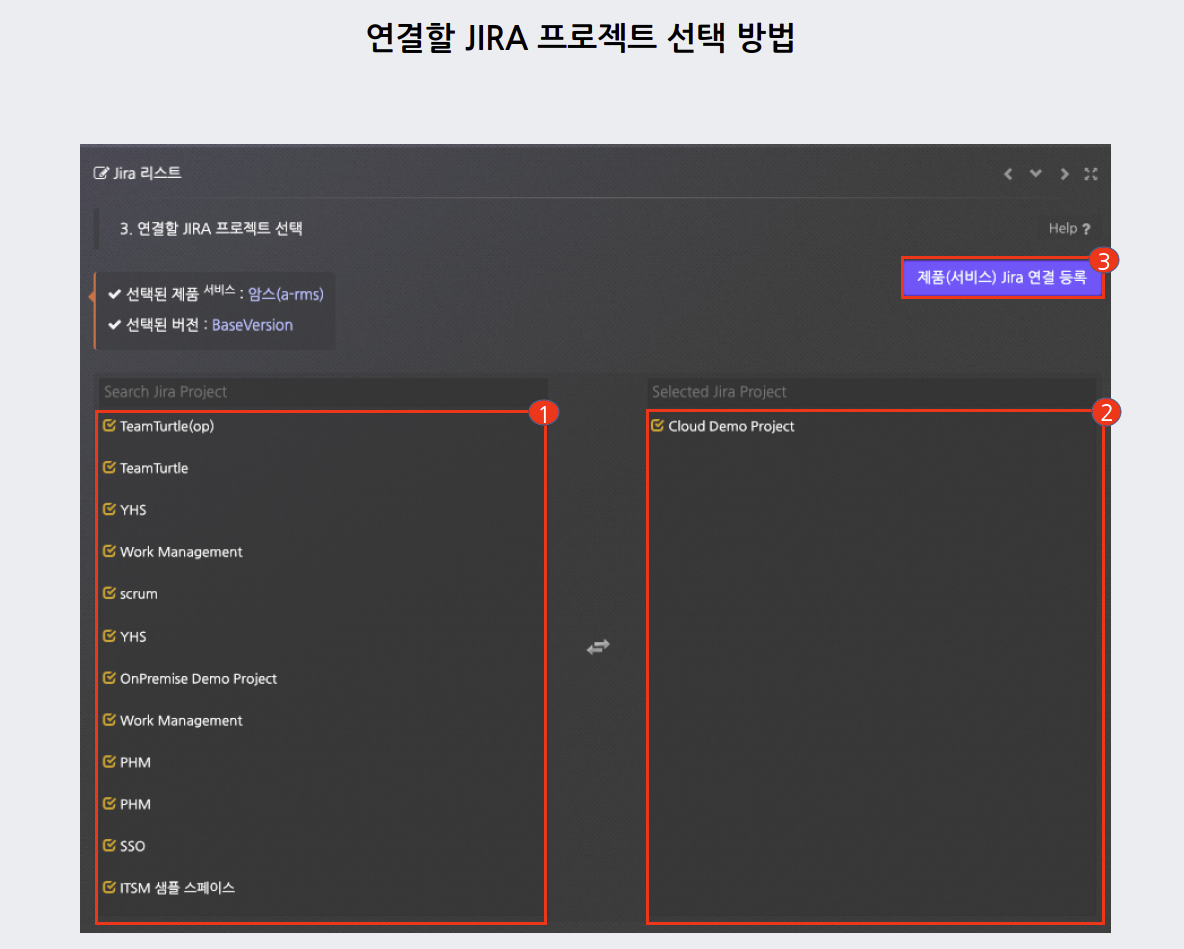 연결할 JIRA 프로젝트 선택 방법
Jira 리스트
3. 연결할 JIRA 프로젝트 선택
Help ?
제품(서비스) Jira 연결 등록
3
선택된 제품 서비스 : 암스(a-rms)
선택된 버전 : BaseVersion
Search Jira Project
1
TeamTurtle(op)
TeamTurtle
YHS
Work Management
scrum
YHS
OnPremise Demo Project
Work Management
PHM
PHM
SSO
ITSM 샘플 스페이스
Selected Jira Project
2
Cloud Demo Project